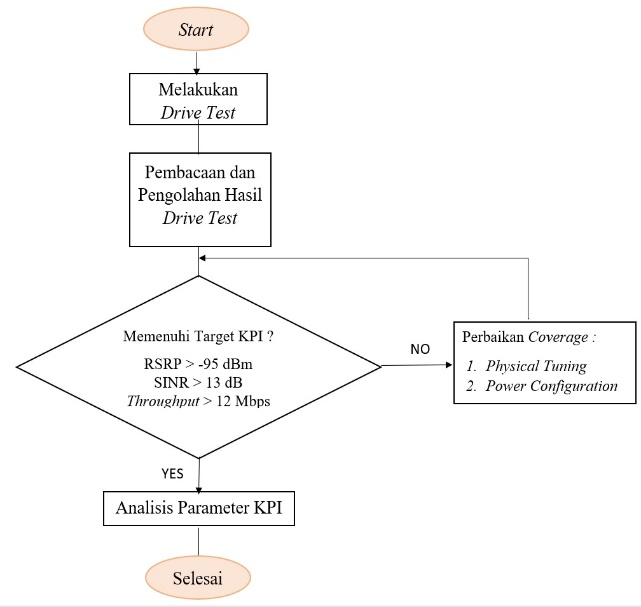 Start
Melakukan
Drive Test
Pembacaan dan
Pengolahan Hasil
Drive Test
Memenuhi Target KPI ?
RSRP > -95 dBm
SINR > 13 dB
Throughput > 12 Mbps
NO
Perbaikan Coverage :
1. Physical Tuning
2. Power Configuration
YES
Analisis Parameter KPI
Selesai